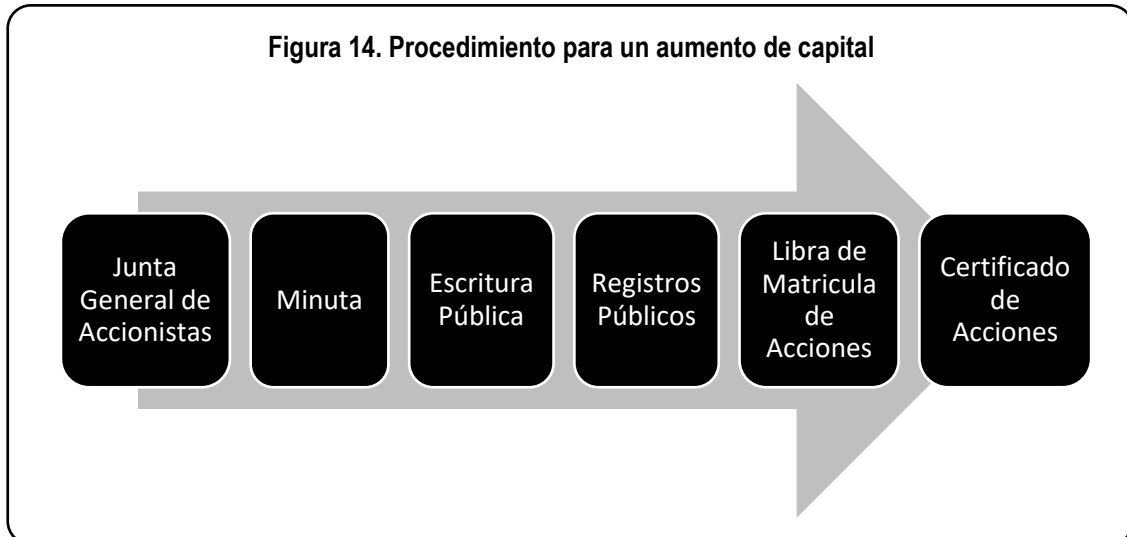 Figura 14. Procedimiento para un aumento de capital
Junta
General de
Accionistas
Minuta
Escritura
Pública
Registros
Públicos
Libra de
Matricula
de
Acciones
Certificado
de
Acciones